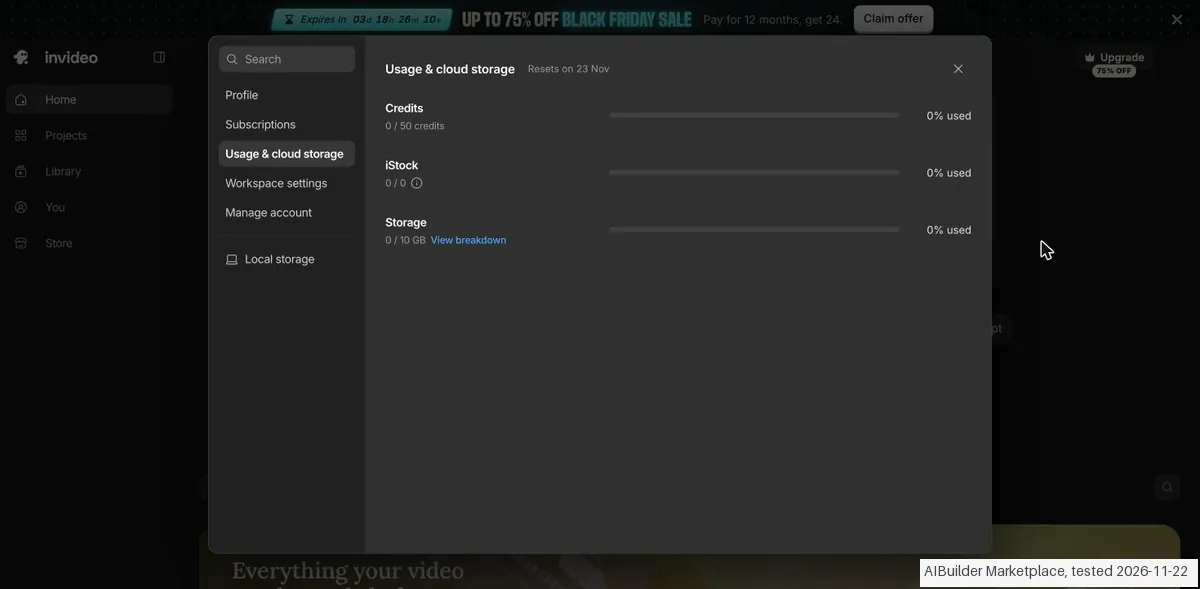 Expires in 03d 18h 26m 10s UP TO 75% OFF BLACK FRIDAY SALE Pay for 12 months, get 24. Claim offer
invideo
Upgrade
75% OFF
Home
Projects
Library
You
Store
Search
Profile
Subscriptions
Usage & cloud storage
Workspace settings
Manage account
Local storage
Usage & cloud storage Resets on 23 Nov
Credits
0 / 50 credits
0% used
iStock
0 / 0
0% used
Storage
0 / 10 GB View breakdown
0% used
Everything your video
AIBuilder Marketplace, tested 2026-11-22